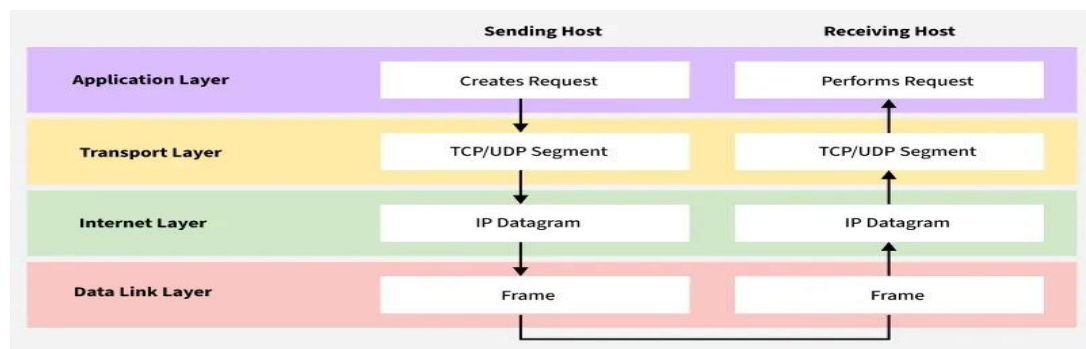 Sending Host Receiving Host
Application Layer Creates Request Performs Request
Transport Layer TCP/UDP Segment TCP/UDP Segment
Internet Layer IP Datagram IP Datagram
Data Link Layer Frame Frame